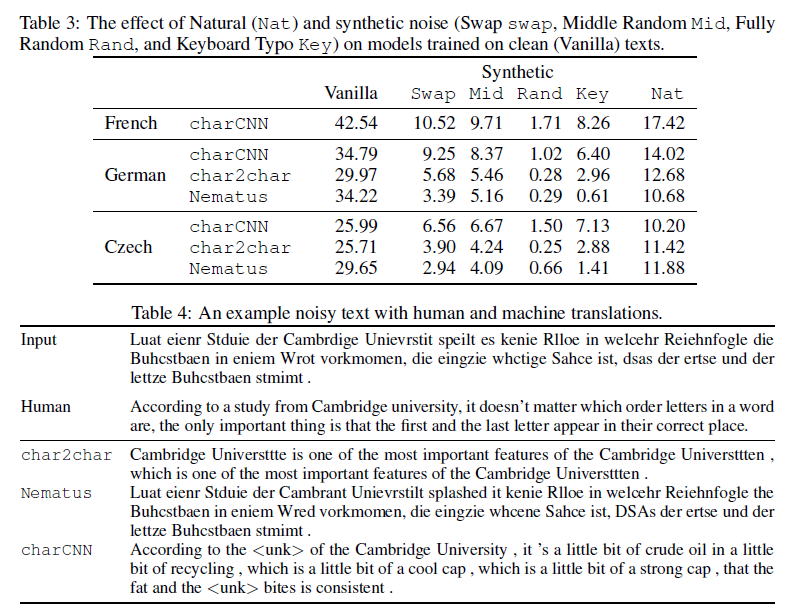 Table 3: The effect of Natural (Nat) and synthetic noise (Swap swap, Middle Random Mid, Fully
Random Rand, and Keyboard Typo Key) on models trained on clean (Vanilla) texts.
Synthetic
Vanilla Swap Mid Rand Key Nat
French charCNN 42.54 10.52 9.71 1.71 8.26 17.42
charCNN 34.79 9.25 8.37 1.02 6.40 14.02
German char2char 29.97 5.68 5.46 0.28 2.96 12.68
Nematus 34.22 3.39 5.16 0.29 0.61 10.68
charCNN 25.99 6.56 6.67 1.50 7.13 10.20
Czech char2char 25.71 3.90 4.24 0.25 2.88 11.42
Nematus 29.65 2.94 4.09 0.66 1.41 11.88
Table 4: An example noisy text with human and machine translations.
Input Luat eienr Stduie der Cambrdige Unievrstit speilt es kenie Rlloe in welcehr Reiehnfogle die
Buhcstbaen in eniem Wrot vorkmomen, die eingzie whctige Sahce ist, dsas der ertse und der
lettze Buhcstbaen stmimt .
Human According to a study from Cambridge university, it doesn't matter which order letters in a word
are, the only important thing is that the first and the last letter appear in their correct place.
char2char Cambridge Universttte is one of the most important features of the Cambridge Universttten ,
which is one of the most important features of the Cambridge Universttten .
Nematus Luat eienr Stduie der Cambrant Unievrstilt splashed it kenie Rlloe in welcehr Reiehnfogle the
Buhcstbaen in eniem Wred vorkmomen, die eingzie whcene Sahce ist, DSAs der ertse und der
lettze Buhcstbaen stmimt .
charCNN According to the <unk> of the Cambridge University , it 's a little bit of crude oil in a little
bit of recycling , which is a little bit of a cool cap , which is a little bit of a strong cap , that the
fat and the <unk> bites is consistent .